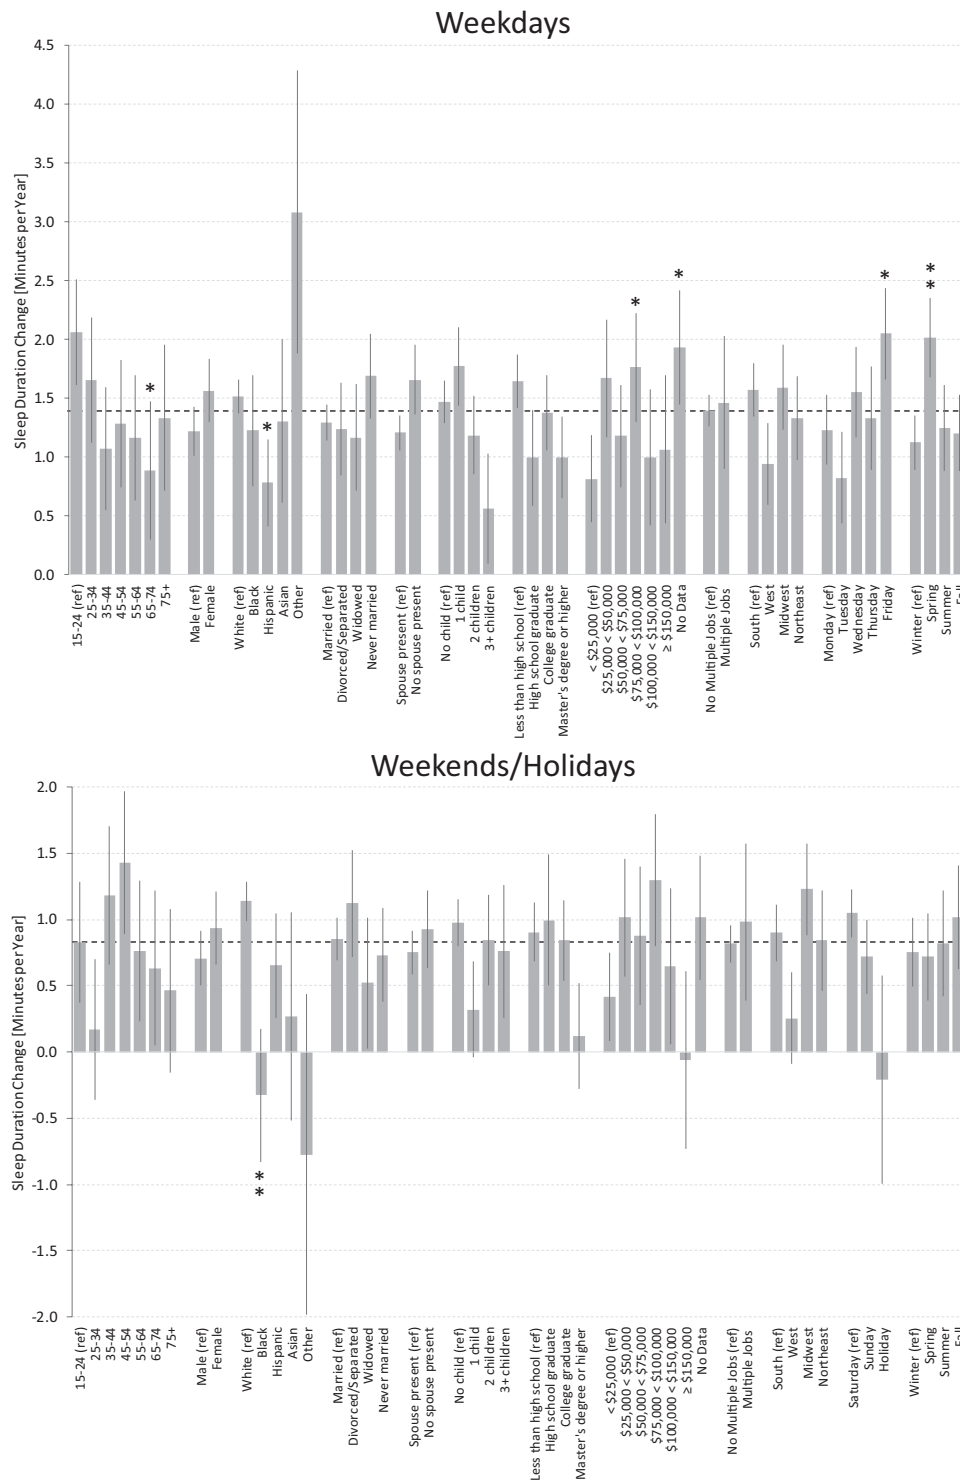 Weekdays
Sleep Duration Change [Minutes per Year]
4.5
4.0
3.5
3.0
2.5
2.0
1.5
1.0
0.5
0.0
*
*
*
*
*
*
*
15-24 (ref)
25-34
35-44
45-54
55-64
65-74
75+
Male (ref)
Female
White (ref)
Black
Hispanic
Asian
Other
Married (ref)
Divorced/Separated
Widowed
Never married
Spouse present (ref)
No spouse present
No child (ref)
1 child
2 children
3+ children
Less than high school (ref)
High school graduate
College graduate
Master's degree or higher
< $25,000 (ref)
$25,000 < $50,000
$50,000 < $75,000
$75,000 < $100,000
$100,000 < $150,000
≥ $150,000
No Data
No Multiple Jobs (ref)
Multiple Jobs
South (ref)
West
Midwest
Northeast
Monday (ref)
Tuesday
Wednesday
Thursday
Friday
Winter (ref)
Spring
Summer
Weekends/Holidays
Sleep Duration Change [Minutes per Year]
2.0
1.5
1.0
0.5
0.0
-0.5
-1.0
-1.5
-2.0
*
*
15-24 (ref)
25-34
35-44
45-54
55-64
65-74
75+
Male (ref)
Female
White (ref)
Black
Hispanic
Asian
Other
Married (ref)
Divorced/Separated
Widowed
Never married
Spouse present (ref)
No spouse present
No child (ref)
1 child
2 children
3+ children
Less than high school (ref)
High school graduate
College graduate
Master's degree or higher
< $25,000 (ref)
$25,000 < $50,000
$50,000 < $75,000
$75,000 < $100,000
$100,000 < $150,000
≥ $150,000
No Data
No Multiple Jobs (ref)
Multiple Jobs
South (ref)
West
Midwest
Northeast
Saturday (ref)
Sunday
Holiday
Winter (ref)
Spring
Summer